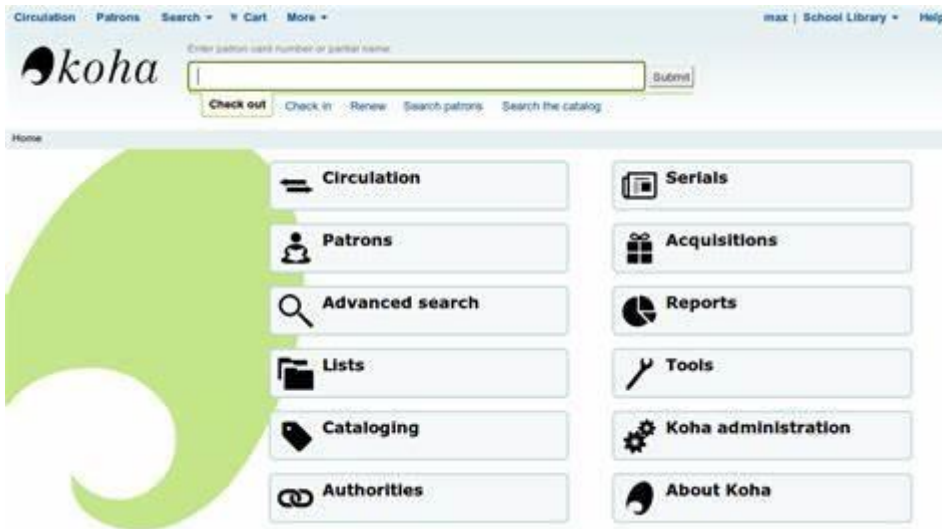 Circulation Patrons Search Cart More max | School Library Help
koha
Enter patron card number or partial name:
Submit
Check out Check in Renew Search patrons Search the catalog
Home
Circulation
Serials
Patrons
Acquisitions
Advanced search
Reports
Lists
Tools
Cataloging
Koha administration
Authorities
About Koha